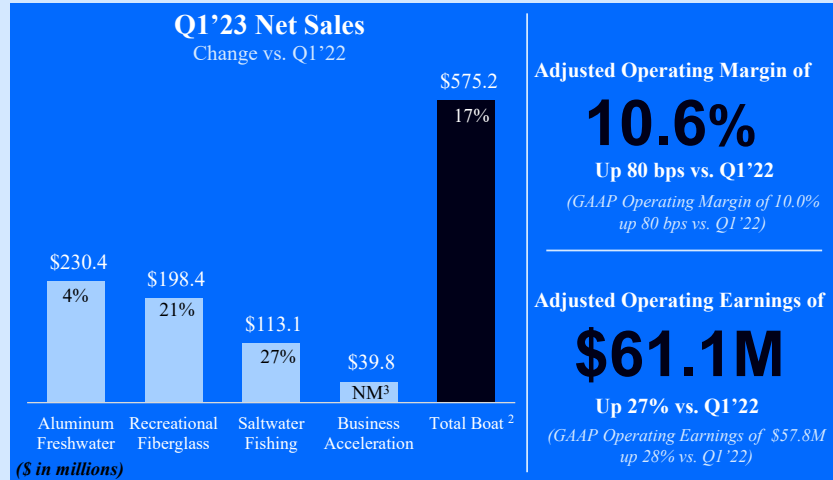 Q1’23 Net Sales
Change vs. Q1’22
$575.2
17%
$230.4
4%
$198.4
21%
$113.1
27%
$39.8
NM³
Aluminum
Freshwater
Recreational
Fiberglass
Saltwater
Fishing
Business
Acceleration
Total Boat ²
($ in millions)
Adjusted Operating Margin of
10.6%
Up 80 bps vs. Q1’22
(GAAP Operating Margin of 10.0%
up 80 bps vs. Q1’22)
Adjusted Operating Earnings of
$61.1M
Up 27% vs. Q1’22
(GAAP Operating Earnings of $57.8M
up 28% vs. Q1’22)